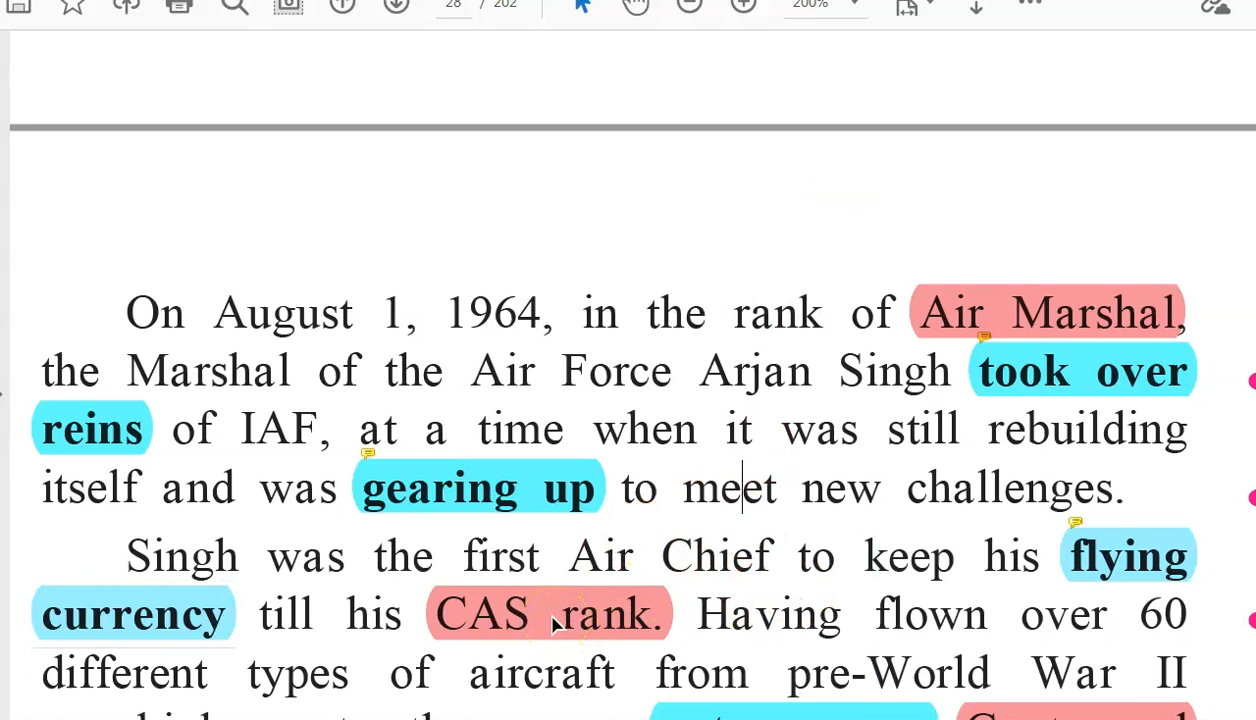 28 / 202
200%
On August 1, 1964, in the rank of Air Marshal,
the Marshal of the Air Force Arjan Singh took over
reins of IAF, at a time when it was still rebuilding
itself and was gearing up to meet new challenges.
Singh was the first Air Chief to keep his flying
currency till his CAS rank. Having flown over 60
different types of aircraft from pre-World War II